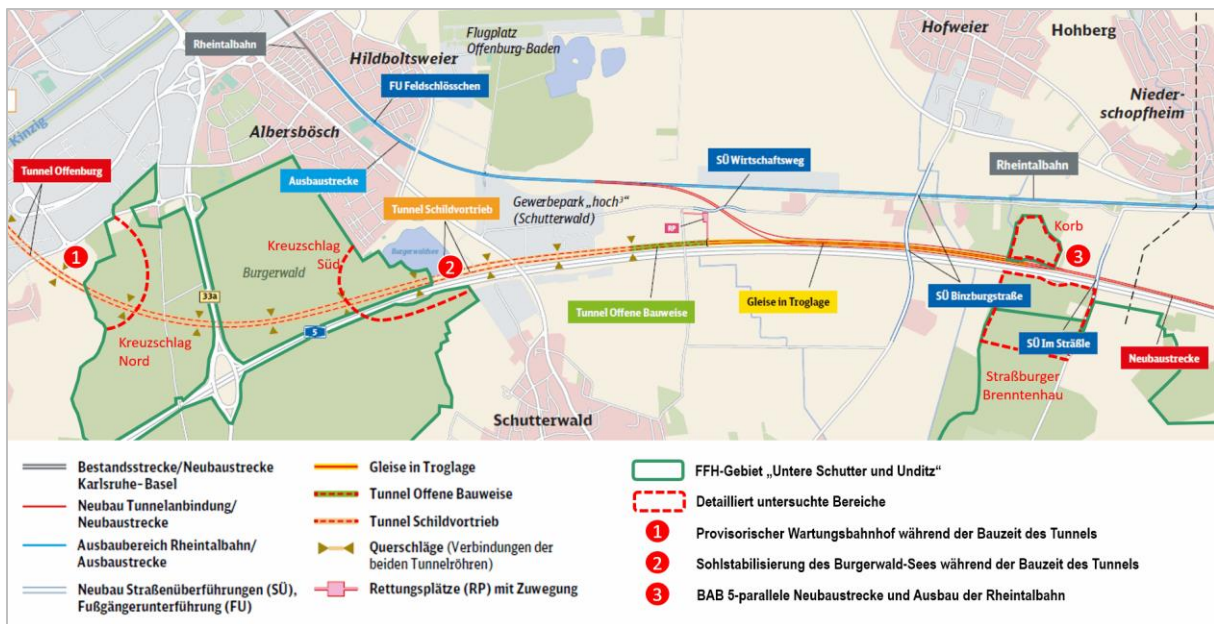 Rheintalbahn
Hildboltsweier
Flugplatz
Offenburg-Baden
Hofweier
Hohberg
FU Feldschlösschen
Nieder-
schopfheim
Kinzig
Albersbösch
SÜ Wirtschaftsweg
Rheintalbahn
Tunnel Offenburg
Ausbaustrecke
Gewerbepark „hoch³“
(Schutterwald)
Tunnel Schildvortrieb
RP
Korb
1
Kreuzschlag
Süd
Burgerwaldsee
2
3
Burgerwald
33a
Gleise in Troglage
SÜ Binzburgstraße
Tunnel Offene Bauweise
5
Kreuzschlag
Nord
SÜ Im Sträßle
Neubaustrecke
Straßburger
Brenntenhau
Schutterwald
Bestandsstrecke/Neubaustrecke
Karlsruhe-Basel
Neubau Tunnelanbindung/
Neubaustrecke
Ausbaubereich Rheintalbahn/
Ausbaustrecke
Neubau Straßenüberführungen (SÜ),
Fußgängerunterführung (FU)
Gleise in Troglage
Tunnel Offene Bauweise
Tunnel Schildvortrieb
Querschläge (Verbindungen der
beiden Tunnelröhren)
Rettungsplätze (RP) mit Zuwegung
FFH-Gebiet „Untere Schutter und Unditz“
Detailliert untersuchte Bereiche
1 Provisorischer Wartungsbahnhof während der Bauzeit des Tunnels
2 Sohlstabilisierung des Burgerwald-Sees während der Bauzeit des Tunnels
3 BAB 5-parallele Neubaustrecke und Ausbau der Rheintalbahn